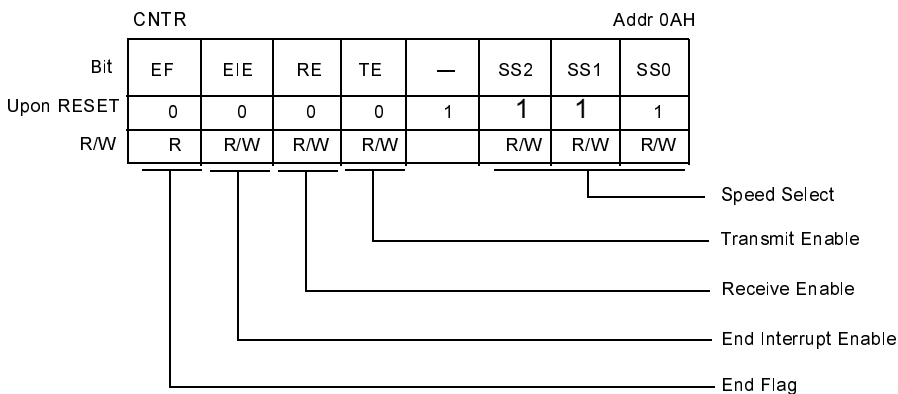 CNTR Addr 0AH
Bit EF EIE RE TE — SS2 SS1 SS0
Upon RESET 0 0 0 0 1 1 1 1
R/W R R/W R/W R/W R/W R/W R/W
Speed Select
Transmit Enable
Receive Enable
End Interrupt Enable
End Flag